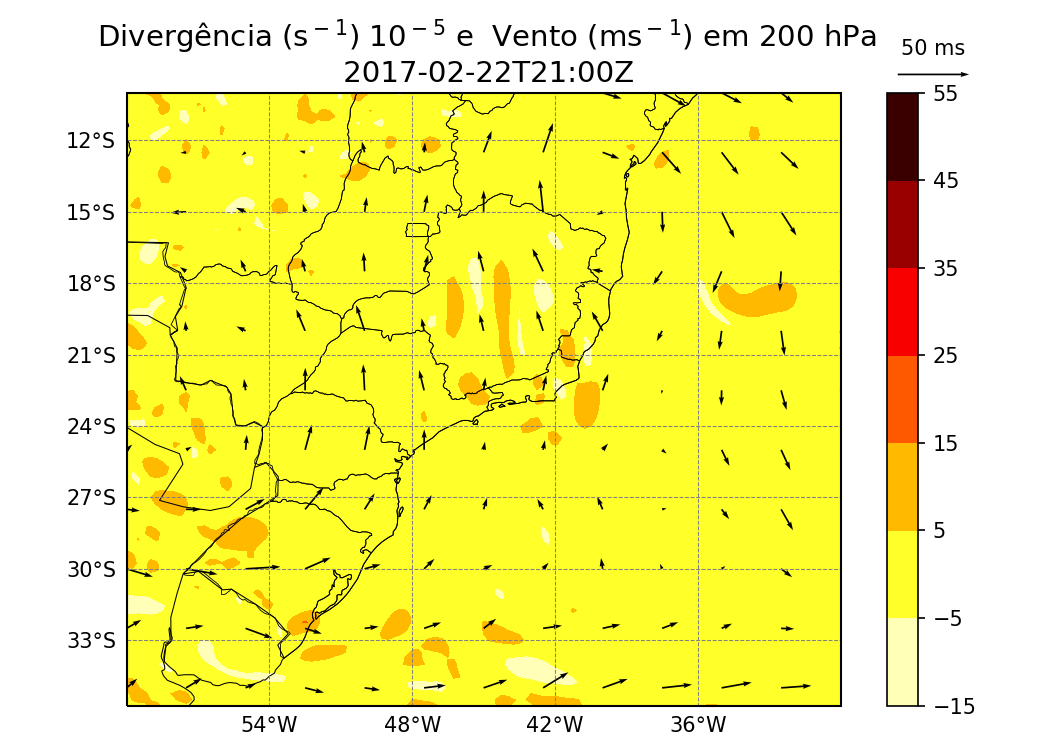 Divergência (s⁻¹) 10⁻⁵ e  Vento (ms⁻¹) em 200 hPa
2017-02-22T21:00Z
50 ms
12°S
15°S
18°S
21°S
24°S
27°S
30°S
33°S
54°W 48°W 42°W 36°W
55
45
35
25
15
5
−5
−15